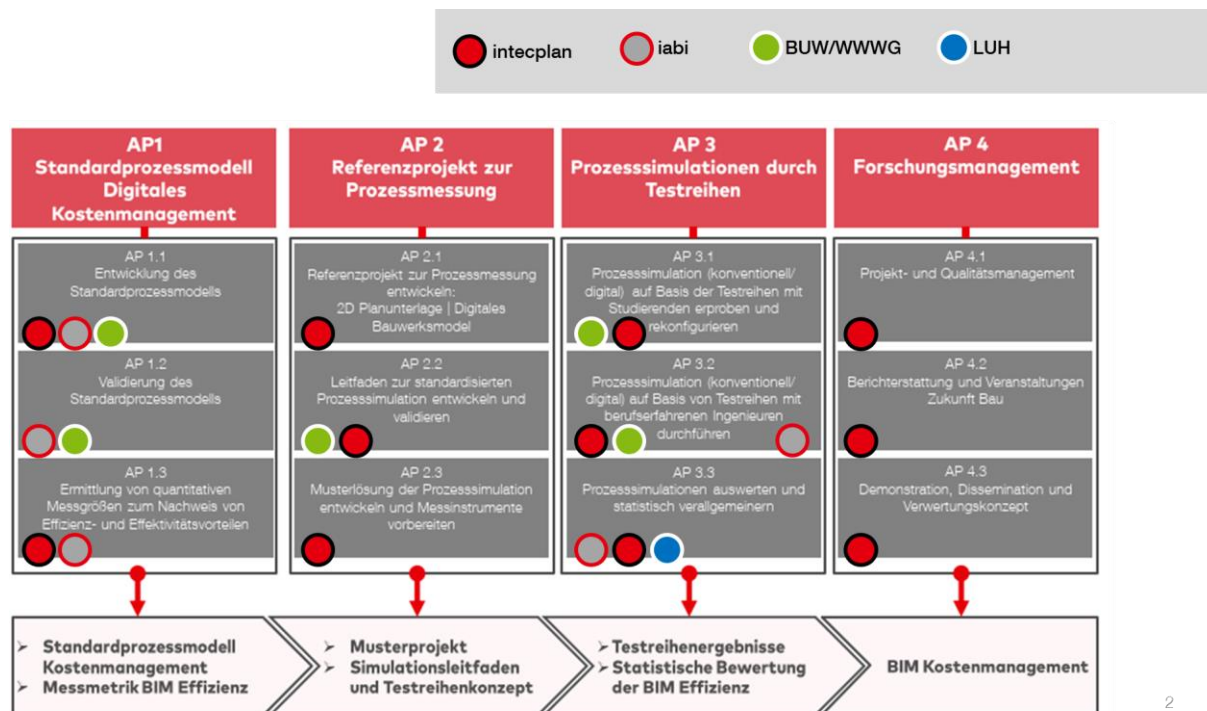 intecplan
iabi
BUW/WWWG
LUH
AP1
Standardprozessmodell
Digitales
Kostenmanagement
AP 1.1
Entwicklung des
Standardprozessmodells
AP 1.2
Validierung des
Standardprozessmodells
AP 1.3
Ermittlung von quantitativen
Messgrößen zum Nachweis von
Effizienz- und Effektivitätsvorteilen
➢ Standardprozessmodell
Kostenmanagement
➢ Messmetrik BIM Effizienz
AP 2
Referenzprojekt zur
Prozessmessung
AP 2.1
Referenzprojekt zur Prozessmessung
entwickeln:
2D Planunterlage | Digitales
Bauwerksmodel
AP 2.2
Leitfaden zur standardisierten
Prozesssimulation entwickeln und
validieren
AP 2.3
Musterlösung der Prozesssimulation
entwickeln und Messinstrumente
vorbereiten
➢ Musterprojekt
➢ Simulationsleitfaden
und Testreihenkonzept
AP 3
Prozesssimulationen durch
Testreihen
AP 3.1
Prozesssimulation (konventionell/
digital) auf Basis der Testreihen mit
Studierenden erproben und
rekonfigurieren
AP 3.2
Prozesssimulation (konventionell/
digital) auf Basis von Testreihen mit
berufserfahrenen Ingenieuren
durchführen
AP 3.3
Prozesssimulationen auswerten und
statistisch verallgemeinern
➢ Testreihenergebnisse
➢ Statistische Bewertung
der BIM Effizienz
AP 4
Forschungsmanagement
AP 4.1
Projekt- und Qualitätsmanagement
AP 4.2
Berichterstattung und Veranstaltungen
Zukunft Bau
AP 4.3
Demonstration, Dissemination und
Verwertungskonzept
BIM Kostenmanagement
2